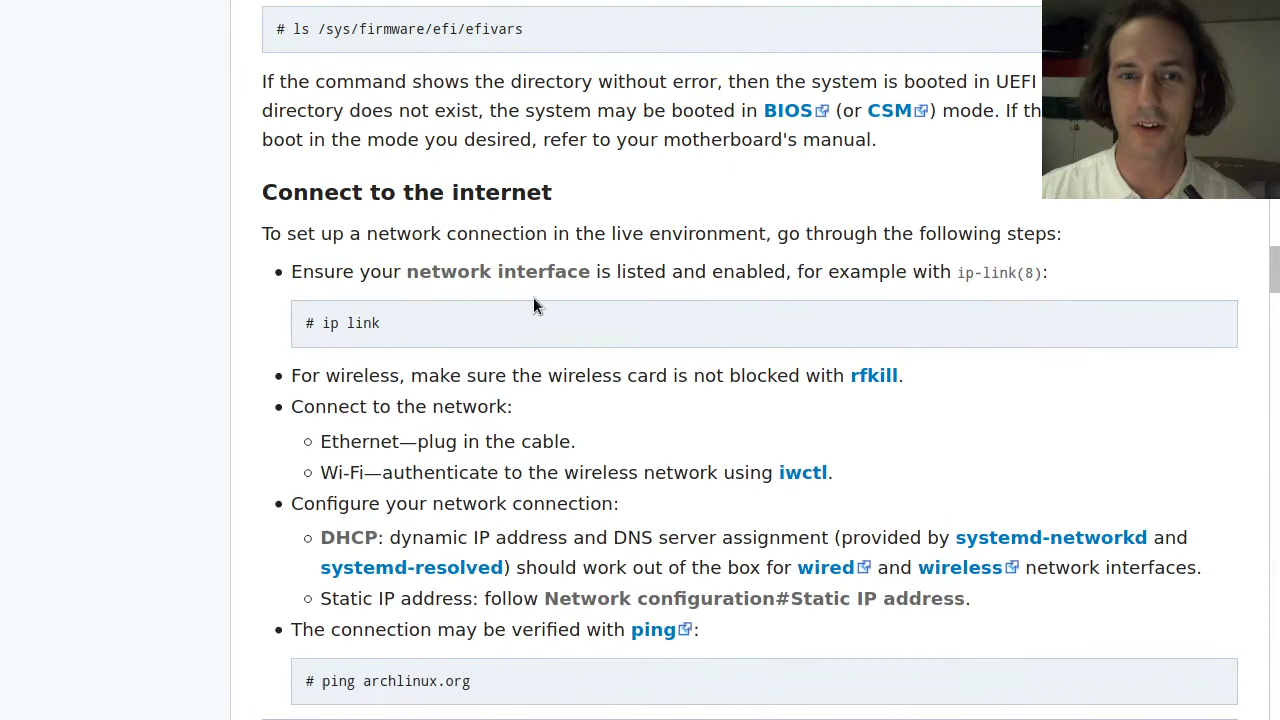 # ls /sys/firmware/efi/efivars
If the command shows the directory without error, then the system is booted in UEFI
directory does not exist, the system may be booted in BIOS (or CSM) mode. If th
boot in the mode you desired, refer to your motherboard's manual.
Connect to the internet
To set up a network connection in the live environment, go through the following steps:
• Ensure your network interface is listed and enabled, for example with ip-link(8):
# ip link
• For wireless, make sure the wireless card is not blocked with rfkill.
• Connect to the network:
○ Ethernet—plug in the cable.
○ Wi-Fi—authenticate to the wireless network using iwctl.
• Configure your network connection:
○ DHCP: dynamic IP address and DNS server assignment (provided by systemd-networkd and
systemd-resolved) should work out of the box for wired and wireless network interfaces.
○ Static IP address: follow Network configuration#Static IP address.
• The connection may be verified with ping:
# ping archlinux.org